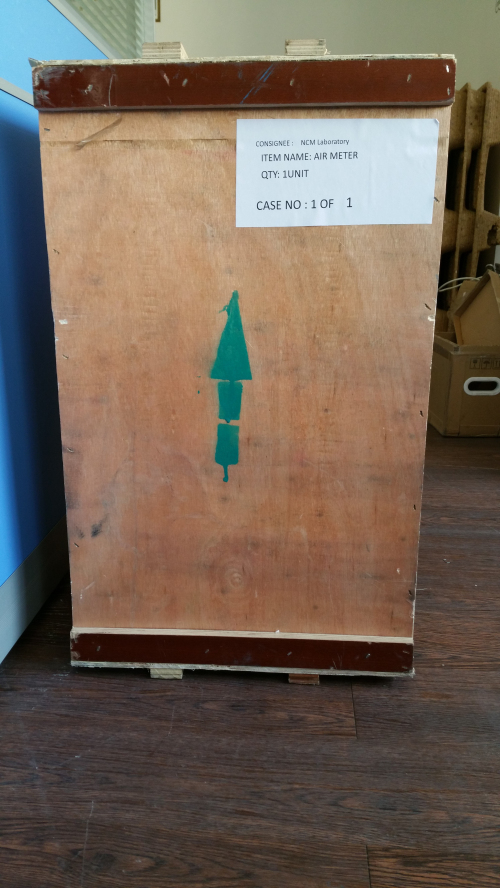 CONSIGNEE : NCM Laboratory
ITEM NAME: AIR METER
QTY: 1UNIT
CASE NO : 1 OF 1